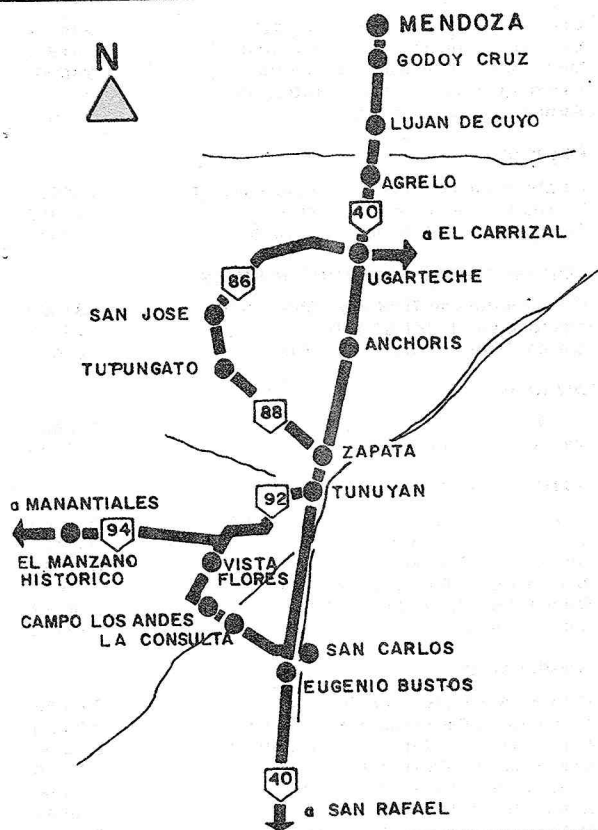 MENDOZA
N
GODOY CRUZ
LUJAN DE CUYO
AGRELO
40
a EL CARRIZAL
UGARTECHE
86
SAN JOSE
ANCHORIS
TUPUNGATO
88
ZAPATA
92
TUNUYAN
a MANANTIALES
94
EL MANZANO
HISTORICO
VISTA
FLORES
CAMPO LOS ANDES
LA CONSULTA
SAN CARLOS
EUGENIO BUSTOS
40
a SAN RAFAEL